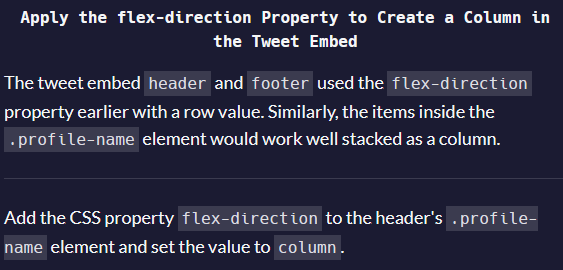 Apply the flex-direction Property to Create a Column in
the Tweet Embed
The tweet embed header and footer used the flex-direction
property earlier with a row value. Similarly, the items inside the
.profile-name element would work well stacked as a column.
Add the CSS property flex-direction to the header's .profile-
name element and set the value to column.